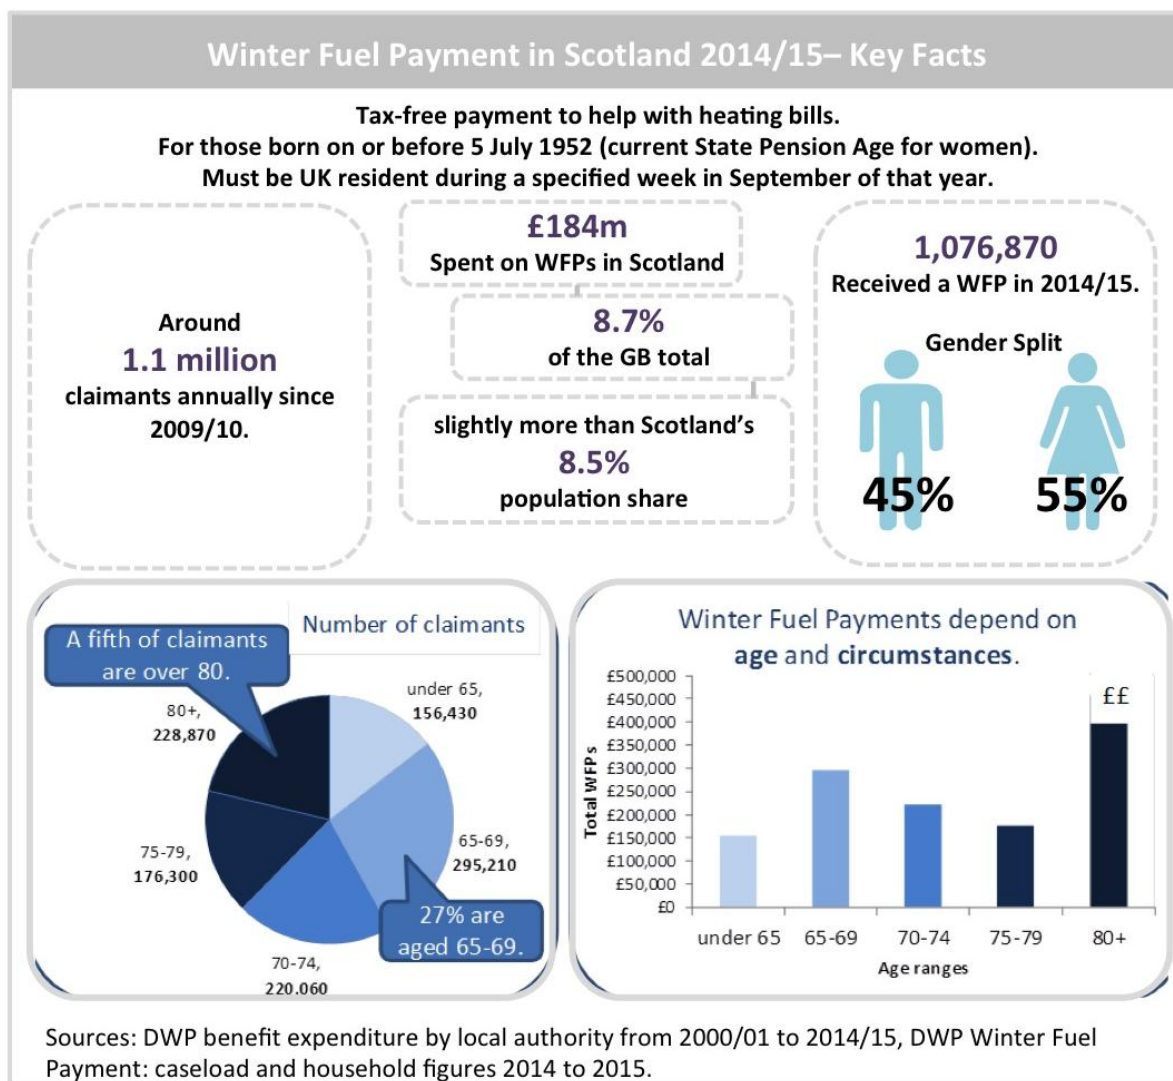 Winter Fuel Payment in Scotland 2014/15– Key Facts
Tax-free payment to help with heating bills.
For those born on or before 5 July 1952 (current State Pension Age for women).
Must be UK resident during a specified week in September of that year.
Around
1.1 million
claimants annually since
2009/10.
£184m
Spent on WFPs in Scotland
8.7%
of the GB total
slightly more than Scotland's
8.5%
population share
1,076,870
Received a WFP in 2014/15.
Gender Split
45%
55%
Number of claimants
A fifth of claimants
are over 80.
under 65,
156,430
80+,
228,870
65-69,
295,210
75-79,
176,300
27% are
aged 65-69.
70-74,
220.060
Winter Fuel Payments depend on
age and circumstances.
£500,000
£450,000
£400,000
£350,000
£300,000
£250,000
£200,000
£150,000
£100,000
£50,000
£0
Total WFPs
££
under 65
65-69
70-74
75-79
80+
Age ranges
Sources: DWP benefit expenditure by local authority from 2000/01 to 2014/15, DWP Winter Fuel
Payment: caseload and household figures 2014 to 2015.